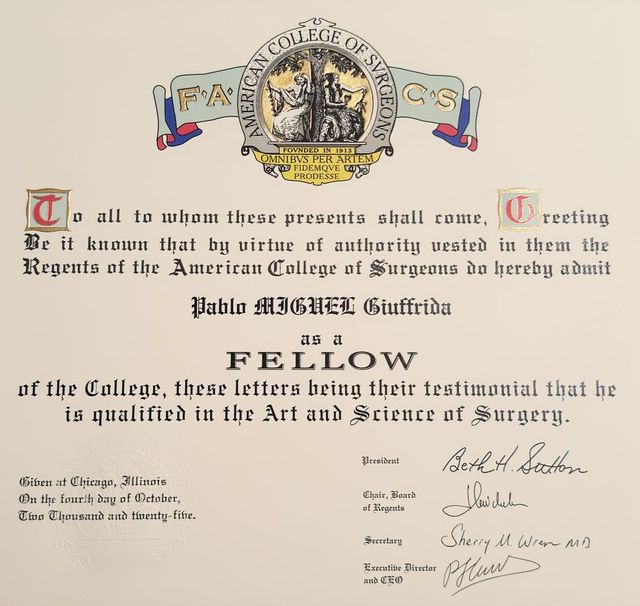 AMERICAN COLLEGE OF SVRGEONS
F·A· C·S
FOVNDED IN 1913
OMNIBVS PER ARTEM
FIDEMQVE
PRODESSE
To all to whom these presents shall come, Greeting
Be it known that by virtue of authority vested in them the
Regents of the American College of Surgeons do hereby admit
Pablo MIGUEL Giuffrida
as a
FELLOW
of the College, these letters being their testimonial that he
is qualified in the Art and Science of Surgery.
Given at Chicago, Illinois
On the fourth day of October,
Two Thousand and twenty-five.
President Beth H. Sutton
Chair, Board
of Regents
Secretary Sherry M. Wren MD
Executive Director
and CEO